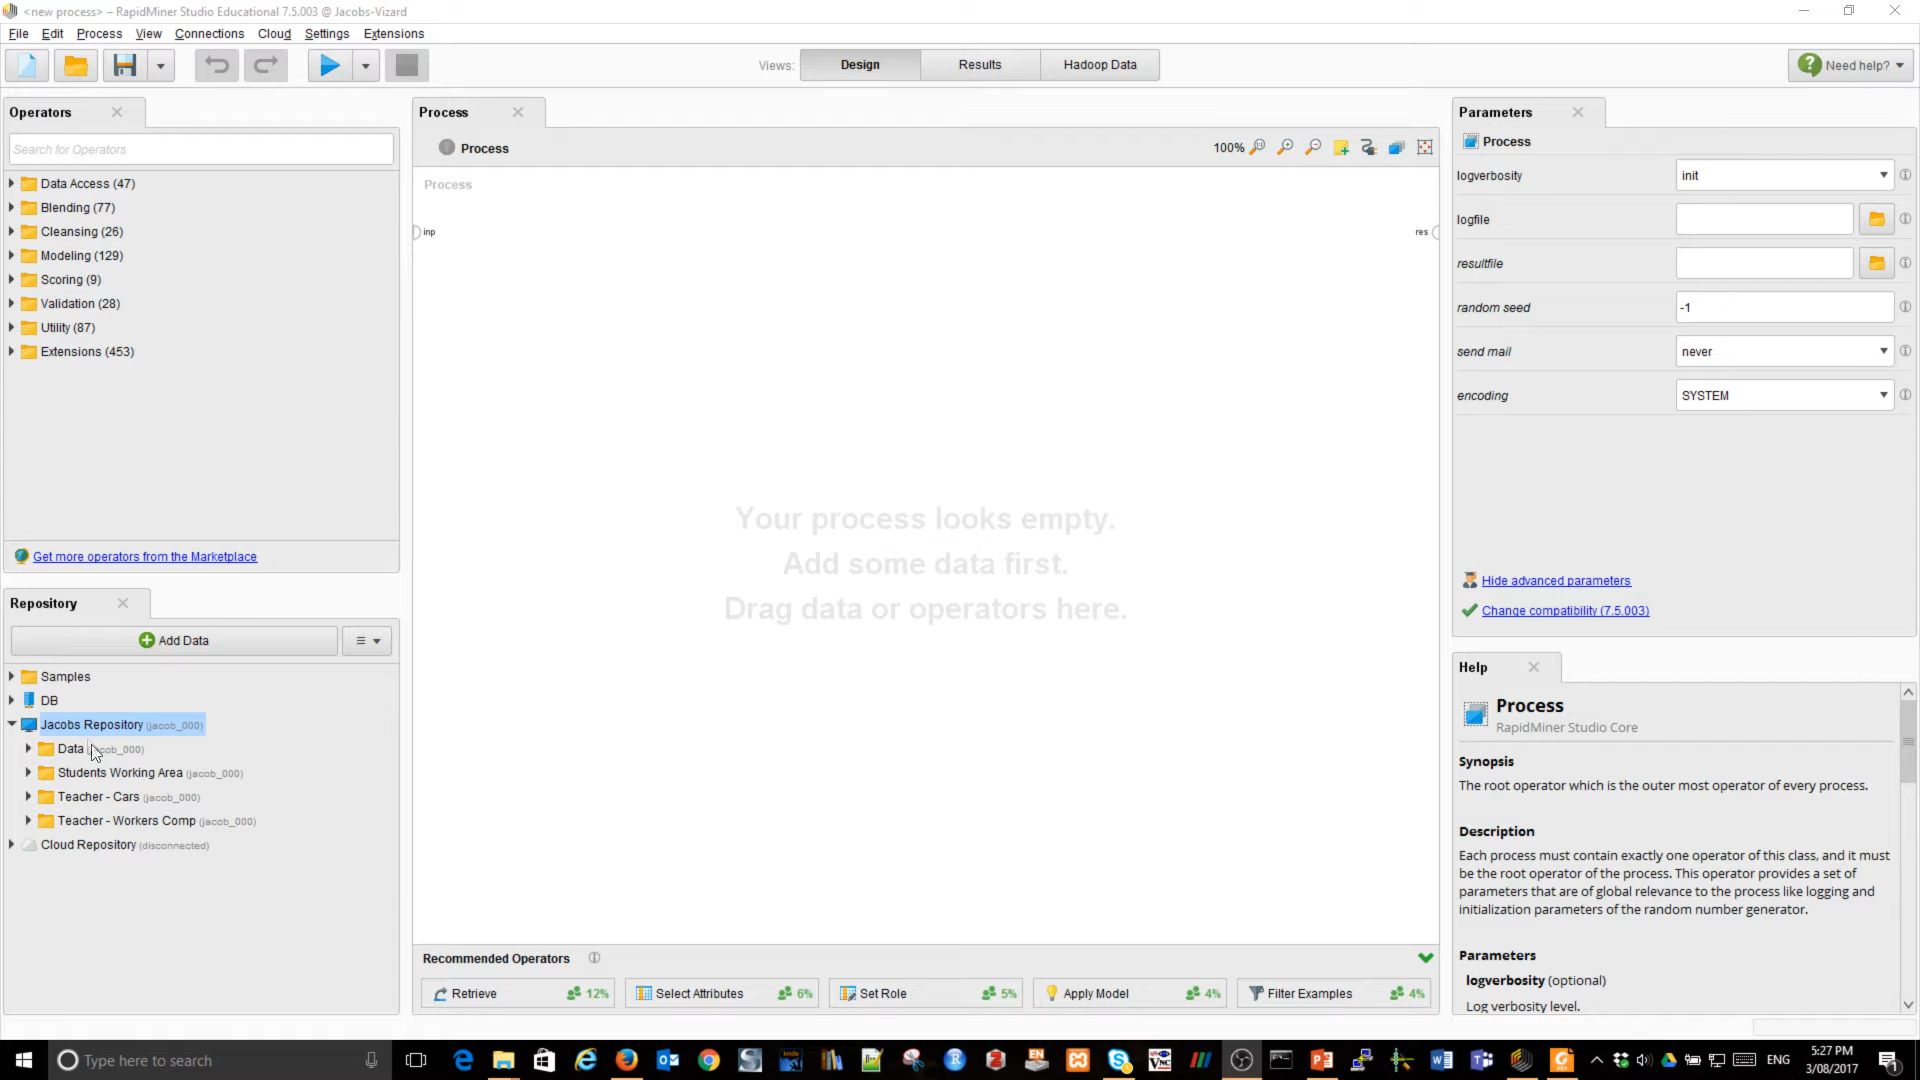 <new process> – RapidMiner Studio Educational 7.5.003 @ Jacobs-Vizard
File Edit Process View Connections Cloud Settings Extensions
Views: Design Results Hadoop Data Need help?
Operators
Search for Operators
Data Access (47)
Blending (77)
Cleansing (26)
Modeling (129)
Scoring (9)
Validation (28)
Utility (87)
Extensions (453)
Get more operators from the Marketplace
Repository
Add Data
Samples
DB
Jacobs Repository (jacob_000)
Data
Students Working Area (jacob_000)
Teacher - Cars (jacob_000)
Teacher - Workers Comp (jacob_000)
Cloud Repository (disconnected)
Process
Process 100%
Process
inp res
Your process looks empty.
Add some data first.
Drag data or operators here.
Recommended Operators
Retrieve 12% Select Attributes 6% Set Role 5% Apply Model 4% Filter Examples 4%
Parameters
Process
logverbosity init
logfile
resultfile
random seed -1
send mail never
encoding SYSTEM
Hide advanced parameters
Change compatibility (7.5.003)
Help
Process
RapidMiner Studio Core
Synopsis
The root operator which is the outer most operator of every process.
Description
Each process must contain exactly one operator of this class, and it must
be the root operator of the process. This operator provides a set of
parameters that are of global relevance to the process like logging and
initialization parameters of the random number generator.
Parameters
logverbosity (optional)
Log verbosity level.
Type here to search
ENG
5:27 PM
3/08/2017